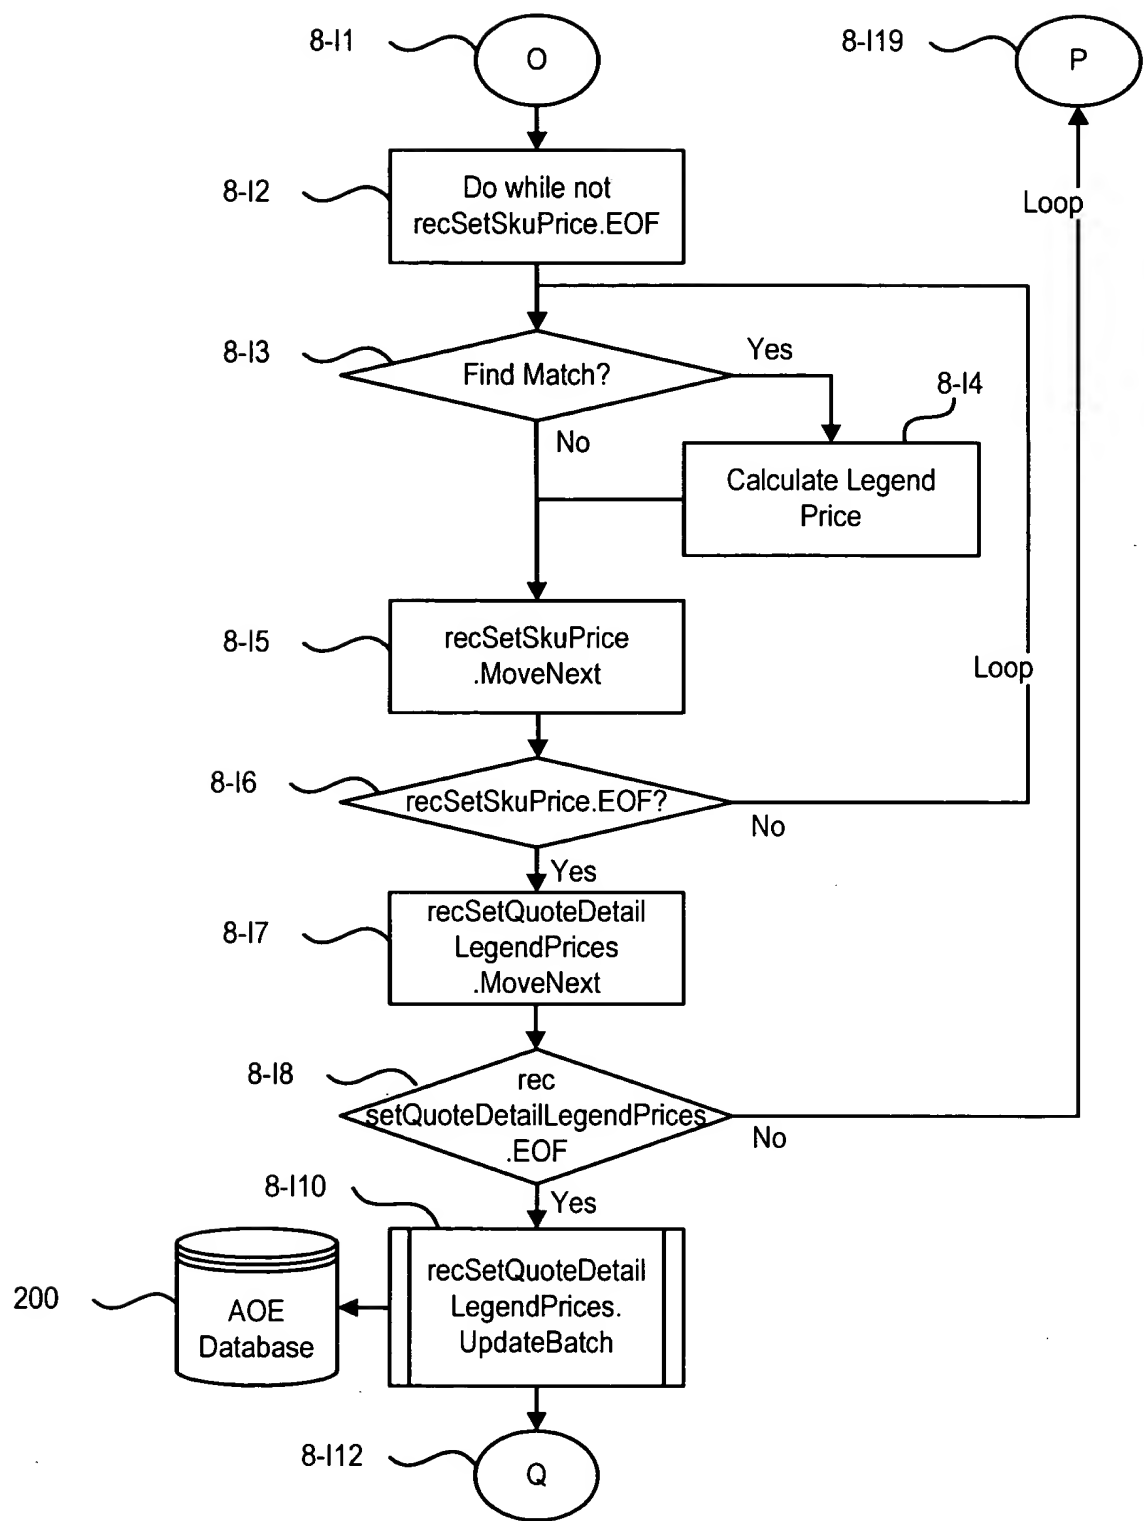 8-I1
O
8-I19
P
8-I2
Do while not
recSetSkuPrice.EOF
Loop
8-I3
Find Match?
Yes
8-I4
No
Calculate Legend
Price
8-I5
recSetSkuPrice
.MoveNext
Loop
8-I6
recSetSkuPrice.EOF?
No
Yes
8-I7
recSetQuoteDetail
LegendPrices
.MoveNext
8-I8
rec
setQuoteDetailLegendPrices
.EOF
No
8-I10
Yes
200
AOE
Database
recSetQuoteDetail
LegendPrices.
UpdateBatch
8-I12
Q